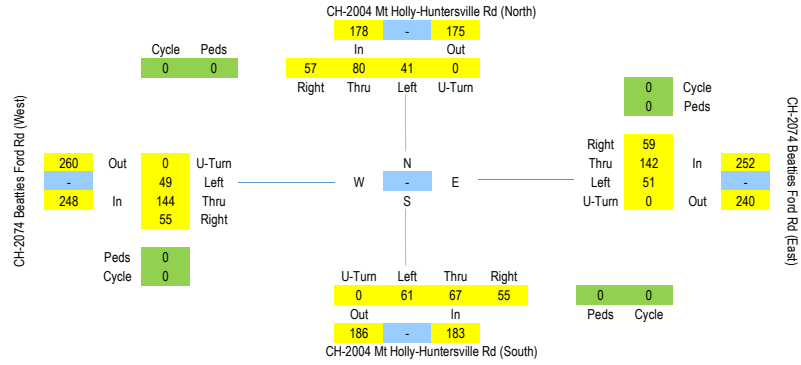 CH-2004 Mt Holly-Huntersville Rd (North)
178 - 175
Cycle Peds In Out
0 0 57 80 41 0
Right Thru Left U-Turn
0 Cycle
0 Peds
CH-2074 Beatties Ford Rd (West)
260 Out 0 U-Turn
- 49 Left
248 In 144 Thru
55 Right
N
W - E
S
Right 59
Thru 142 In 252
Left 51 -
U-Turn 0 Out 240
CH-2074 Beatties Ford Rd (East)
Peds 0
Cycle 0
U-Turn Left Thru Right
0 61 67 55 0 0
Out In Peds Cycle
186 - 183
CH-2004 Mt Holly-Huntersville Rd (South)